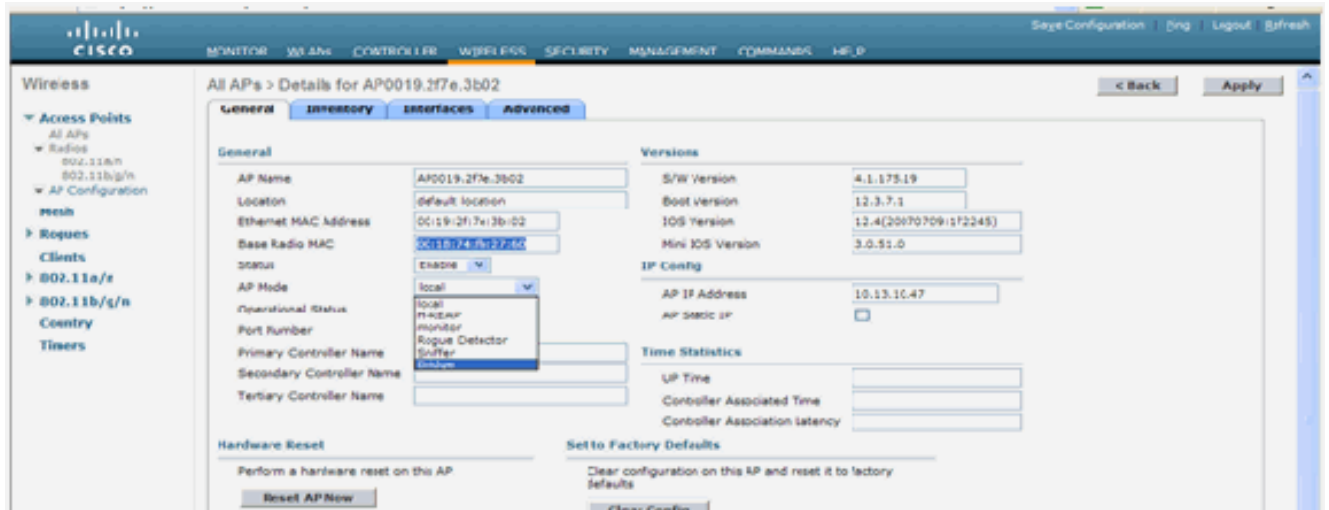 Save Configuration | Ping | Logout | Refresh
CISCO
MONITOR WLANs CONTROLLER WIRELESS SECURITY MANAGEMENT COMMANDS HELP
Wireless
Access Points
All APs
Radios
802.11a/n
802.11b/g/n
AP Configuration
Mesh
Rogues
Clients
802.11a/n
802.11b/g/n
Country
Timers
All APs > Details for AP0019.2f7e.3b02
< Back
Apply
General Inventory Interfaces Advanced
General
AP Name AP0019.2f7e.3b02
Location default location
Ethernet MAC Address 00:19:2f:7e:3b:02
Base Radio MAC
Status Enable
AP Mode local
local
H-REAP
monitor
Rogue Detector
Sniffer
Bridge
Operational Status
Port Number
Primary Controller Name
Secondary Controller Name
Tertiary Controller Name
Versions
S/W Version 4.1.175.19
Boot Version 12.3.7.1
IOS Version
Mini IOS Version 3.0.51.0
IP Config
AP IP Address 10.13.10.47
AP Static IP
Time Statistics
UP Time
Controller Associated Time
Controller Association Latency
Hardware Reset
Perform a hardware reset on this AP
Reset AP Now
Set to Factory Defaults
Clear configuration on this AP and reset it to factory
defaults
Clear Config